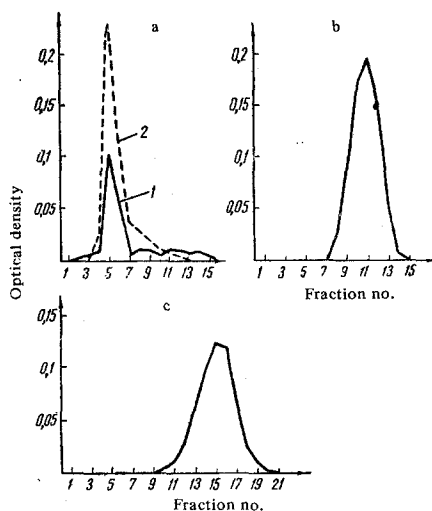 a
b
Optical density
0,2
0,15
0,1
0,05
2
1
1 3 5 7 9 11 13 15
0,2
0,15
0,1
0,05
1 3 5 7 9 11 13 15
Fraction no.
c
0,15
0,1
0,05
1 3 5 7 9 11 13 15 17 19 21
Fraction no.